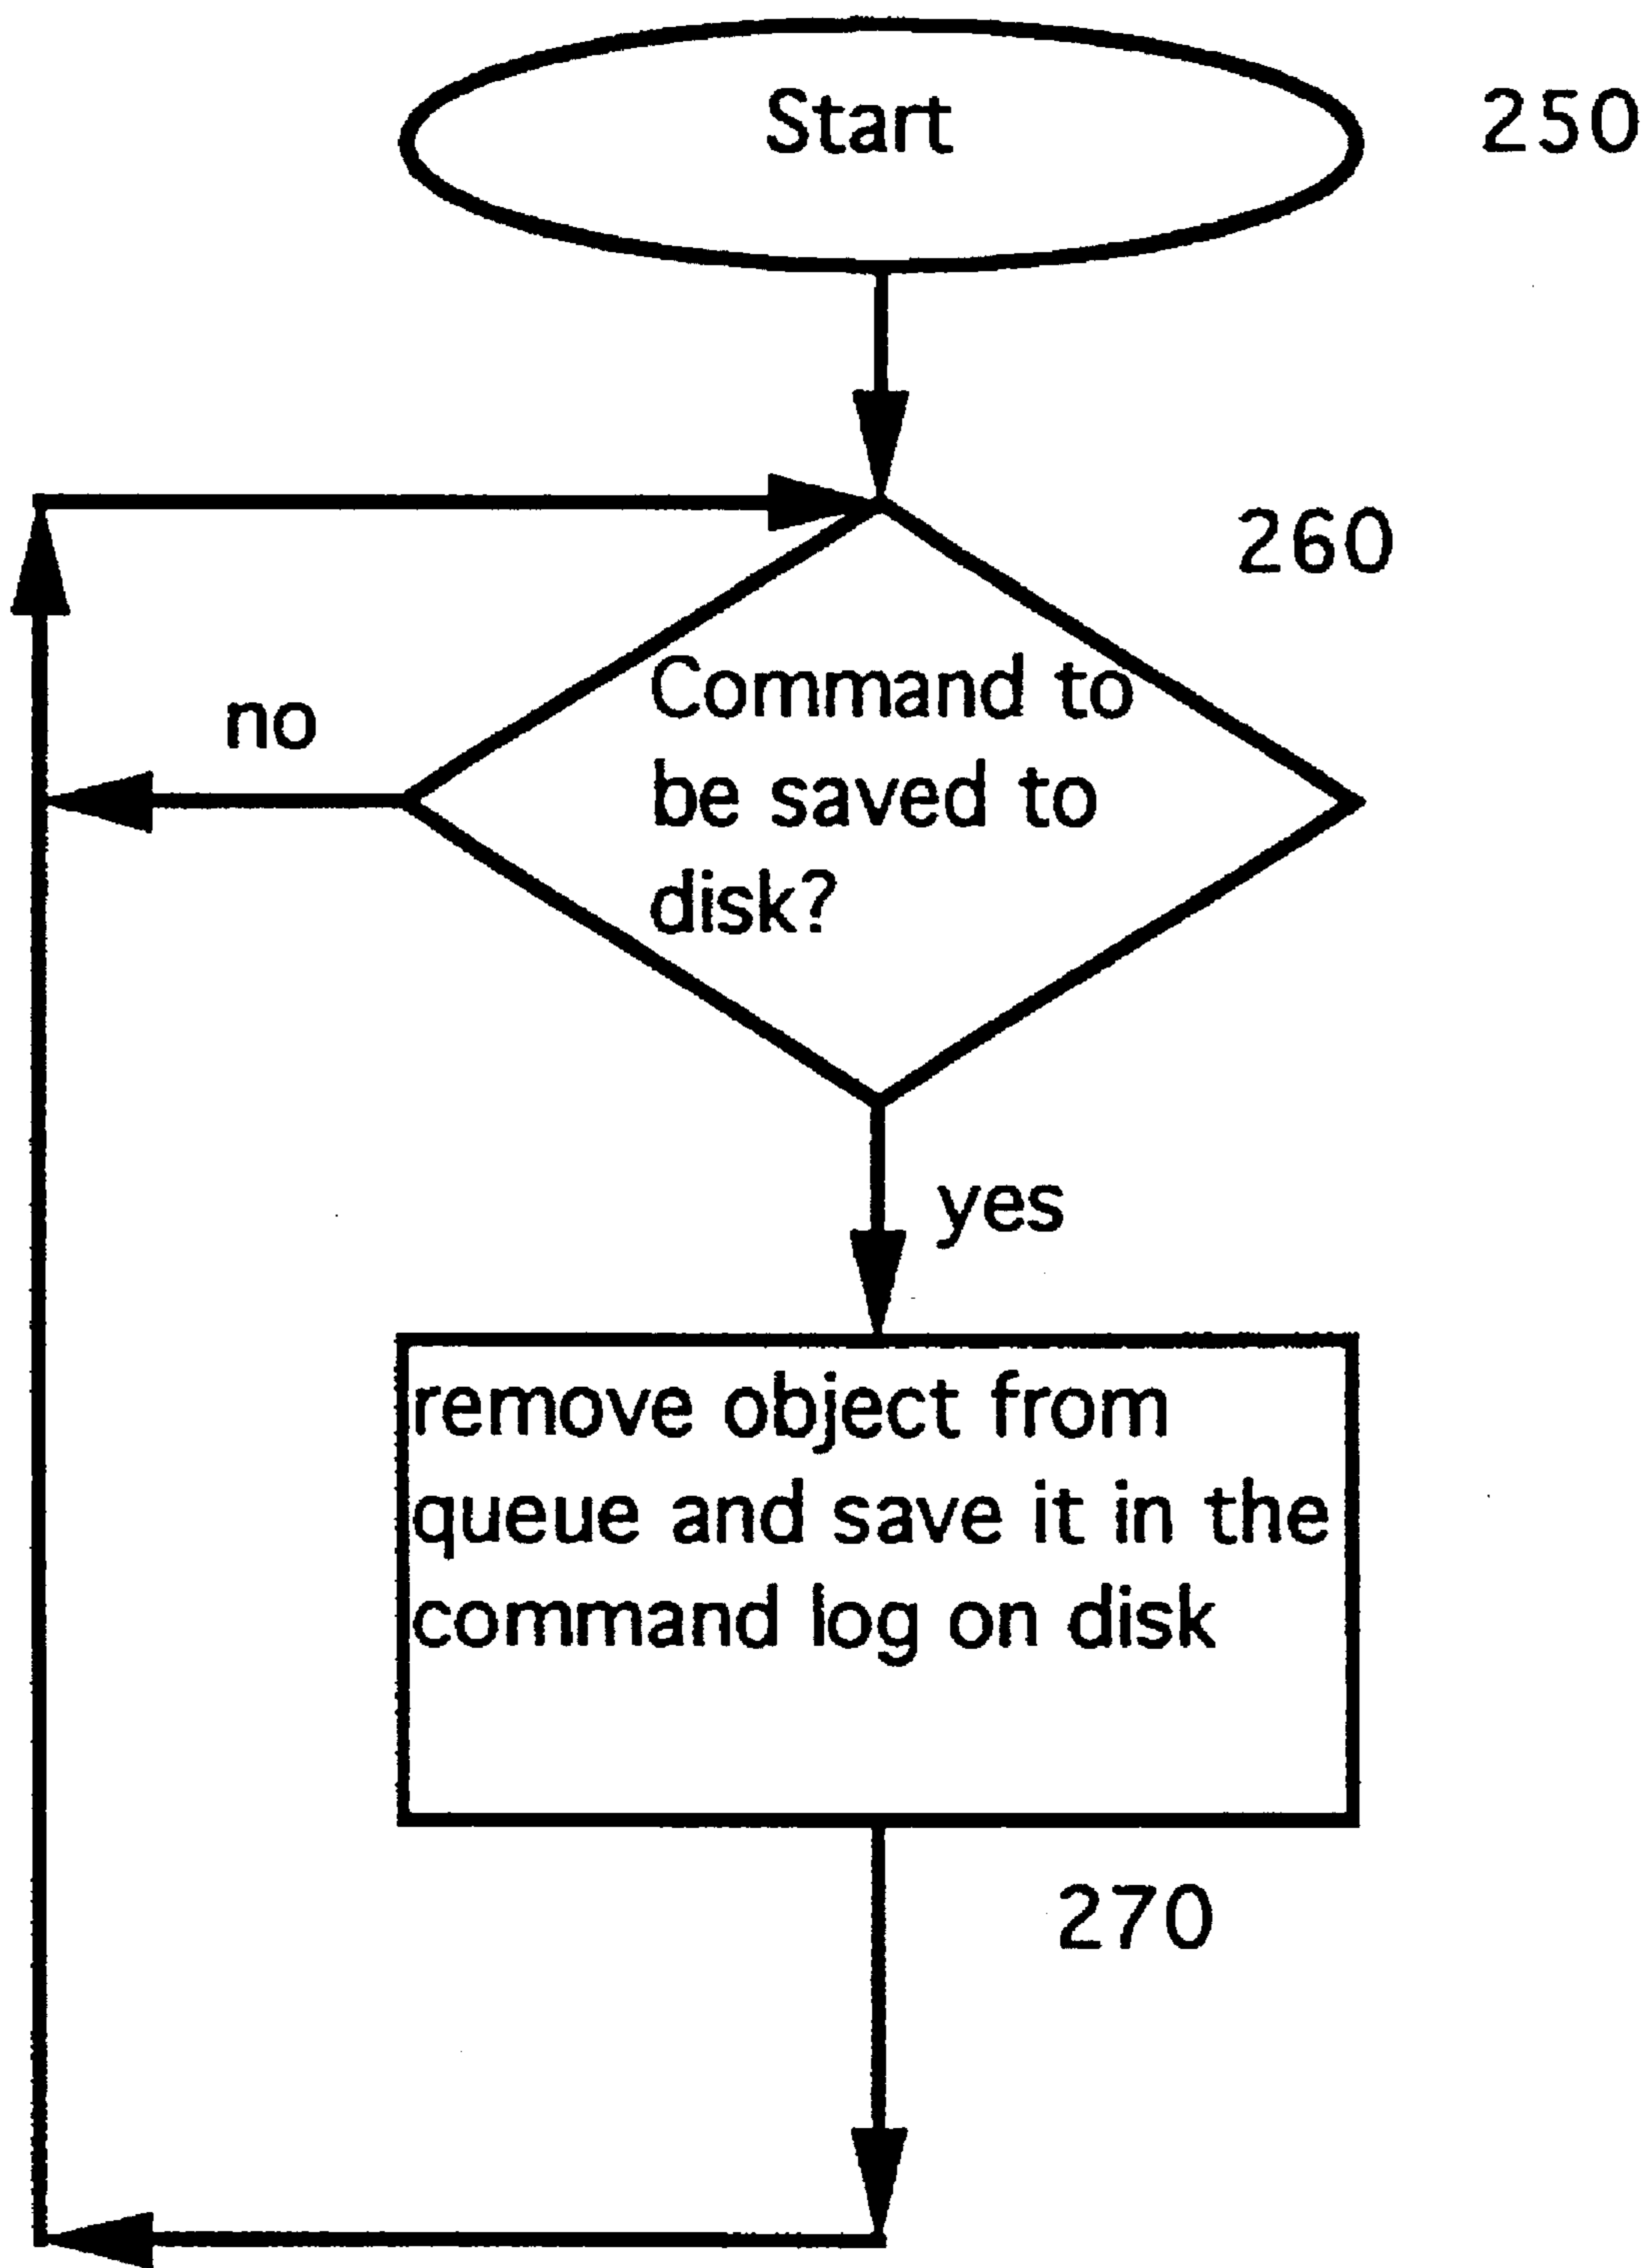 Start
250
260
Command to
be saved to
disk?
no
yes
remove object from
queue and save it in the
command log on disk
270